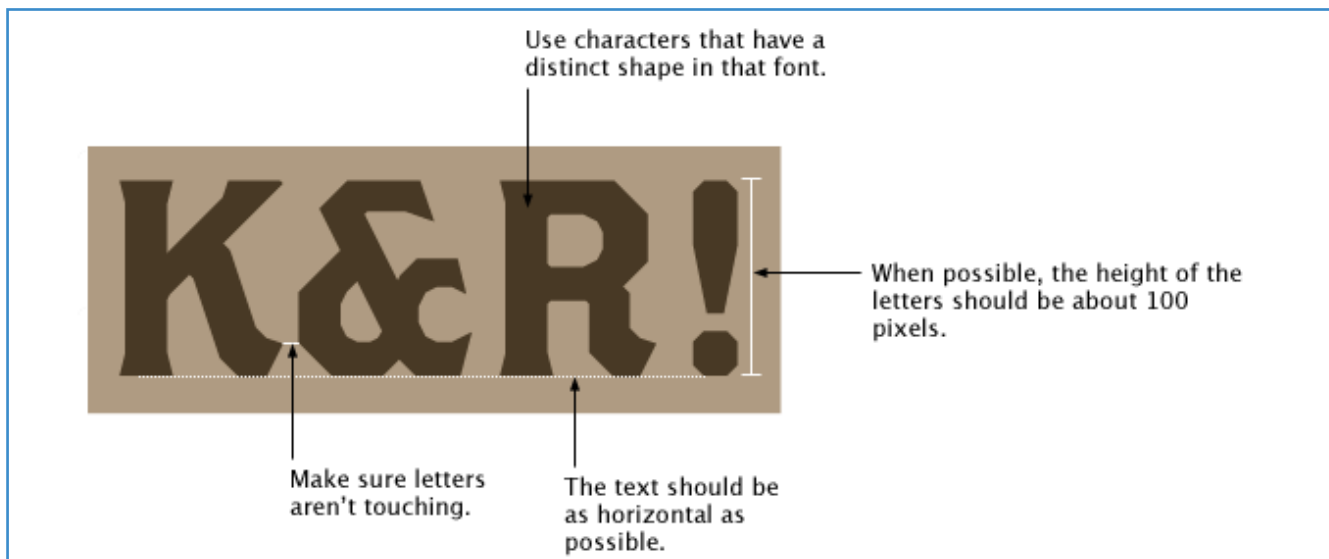 Use characters that have a
distinct shape in that font.
K&R!
When possible, the height of the
letters should be about 100
pixels.
Make sure letters
aren't touching.
The text should be
as horizontal as
possible.